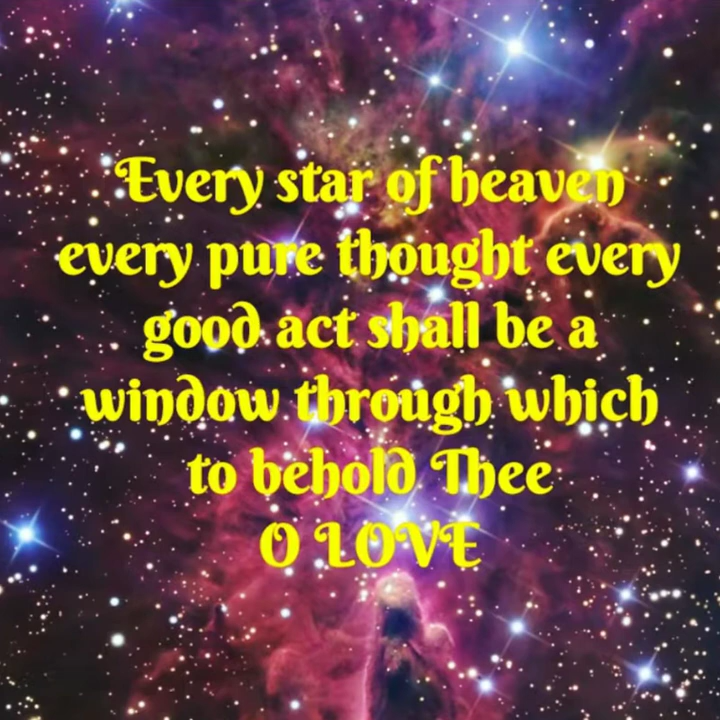 Every star of heaven
every pure thought every
good act shall be a
window through which
to behold Thee
O LOVE